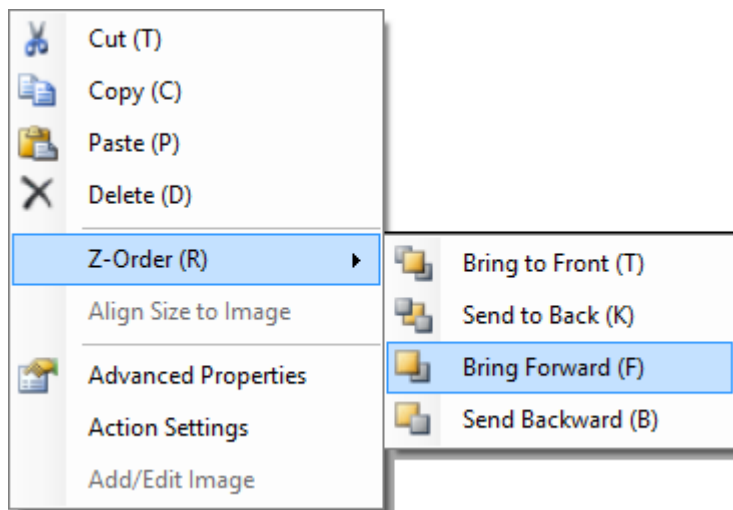 Cut (T)
Copy (C)
Paste (P)
Delete (D)
Z-Order (R)
Align Size to Image
Advanced Properties
Action Settings
Add/Edit Image
Bring to Front (T)
Send to Back (K)
Bring Forward (F)
Send Backward (B)